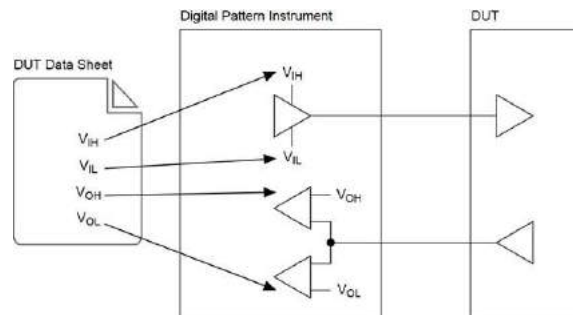 Digital Pattern Instrument
DUT
DUT Data Sheet
VIH
VIH
VIL
VIL
VOH
VOH
VOL
VOL